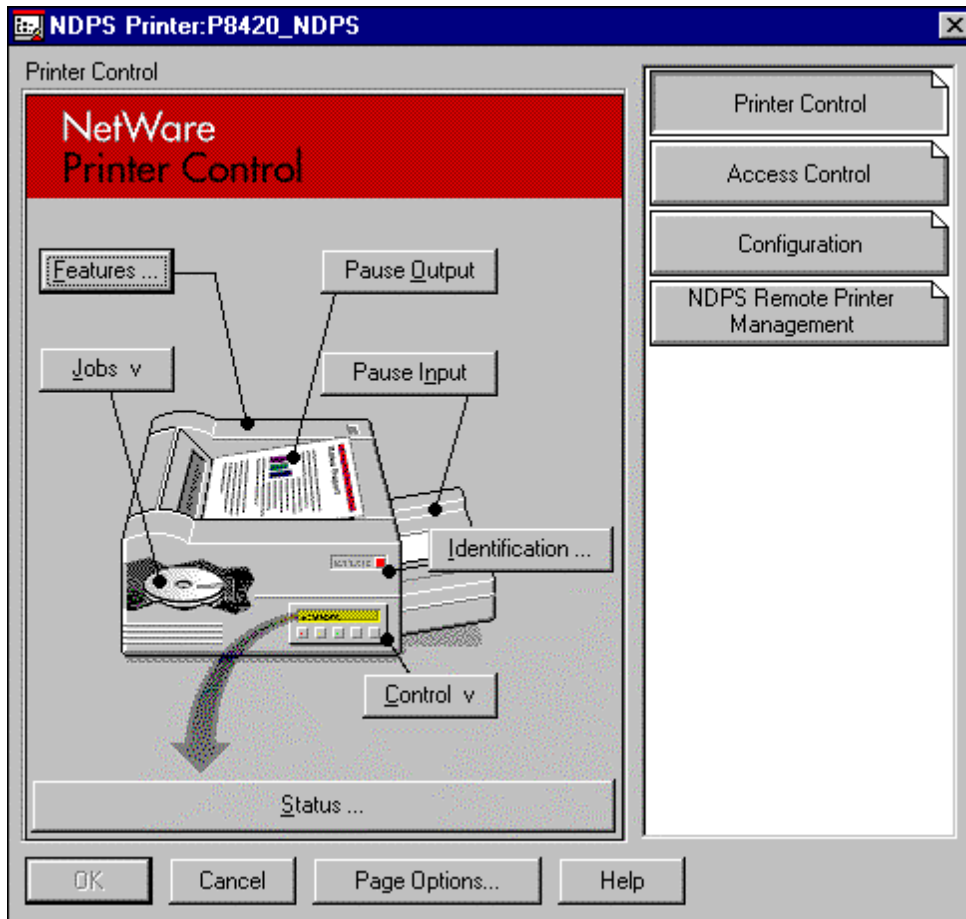 NDPS Printer:P8420_NDPS
Printer Control
NetWare
Printer Control
Features ...
Pause Output
Jobs v
Pause Input
Identification ...
Control v
Status ...
Printer Control
Access Control
Configuration
NDPS Remote Printer
Management
OK
Cancel
Page Options...
Help